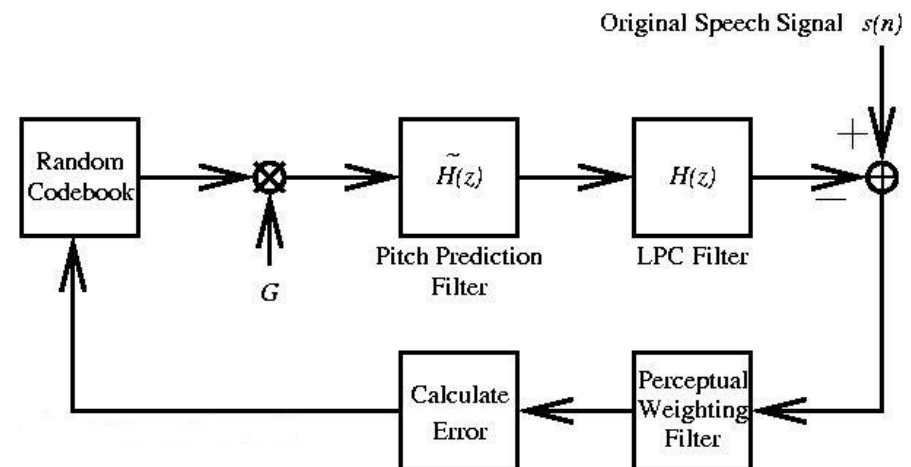 Original Speech Signal s(n)
+
Random
Codebook
H̃(z)
H(z)
−
Pitch Prediction
Filter
LPC Filter
G
Calculate
Error
Perceptual
Weighting
Filter